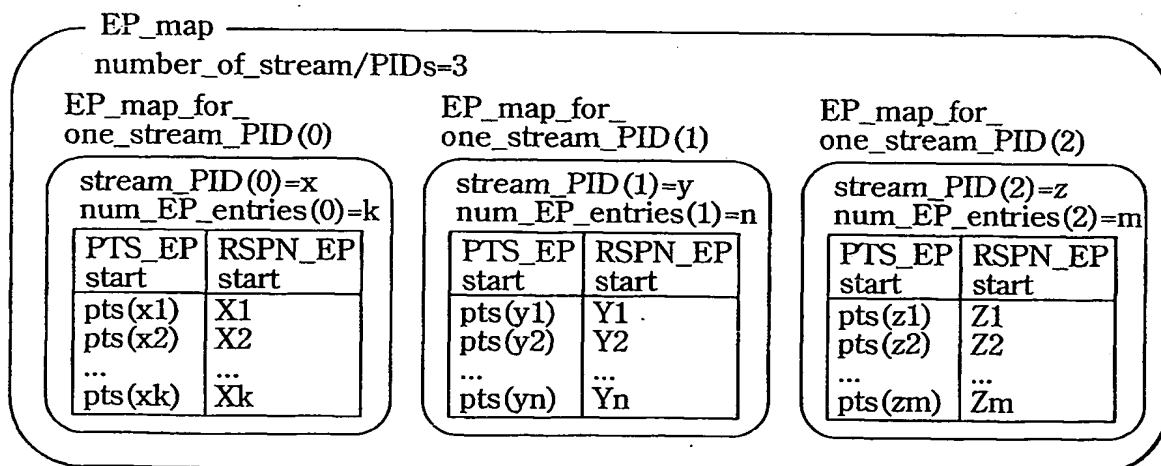 EP_map
number_of_stream/PIDs=3
EP_map_for_
one_stream_PID(0)
stream_PID(0)=x
num_EP_entries(0)=k
PTS_EP RSPN_EP
start start
pts(x1) X1
pts(x2) X2
... ...
pts(xk) Xk
EP_map_for_
one_stream_PID(1)
stream_PID(1)=y
num_EP_entries(1)=n
PTS_EP RSPN_EP
start start
pts(y1) Y1
pts(y2) Y2
... ...
pts(yn) Yn
EP_map_for_
one_stream_PID(2)
stream_PID(2)=z
num_EP_entries(2)=m
PTS_EP RSPN_EP
start start
pts(z1) Z1
pts(z2) Z2
... ...
pts(zm) Zm